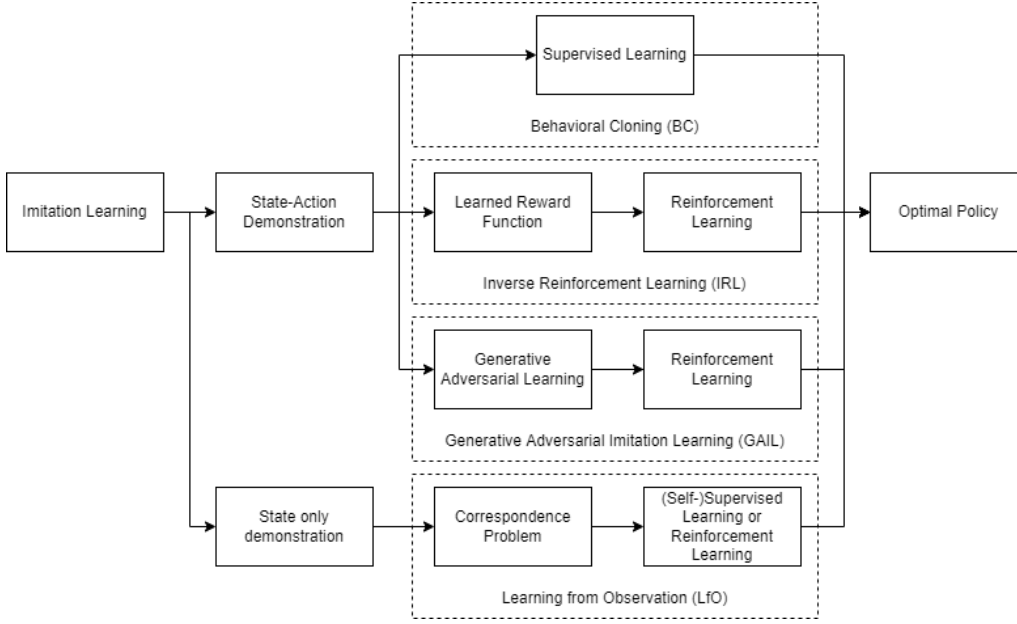 Supervised Learning
Behavioral Cloning (BC)
Imitation Learning
State-Action
Demonstration
Learned Reward
Function
Reinforcement
Learning
Optimal Policy
Inverse Reinforcement Learning (IRL)
Generative
Adversarial Learning
Reinforcement
Learning
Generative Adversarial Imitation Learning (GAIL)
State only
demonstration
Correspondence
Problem
(Self-)Supervised
Learning or
Reinforcement
Learning
Learning from Observation (LfO)